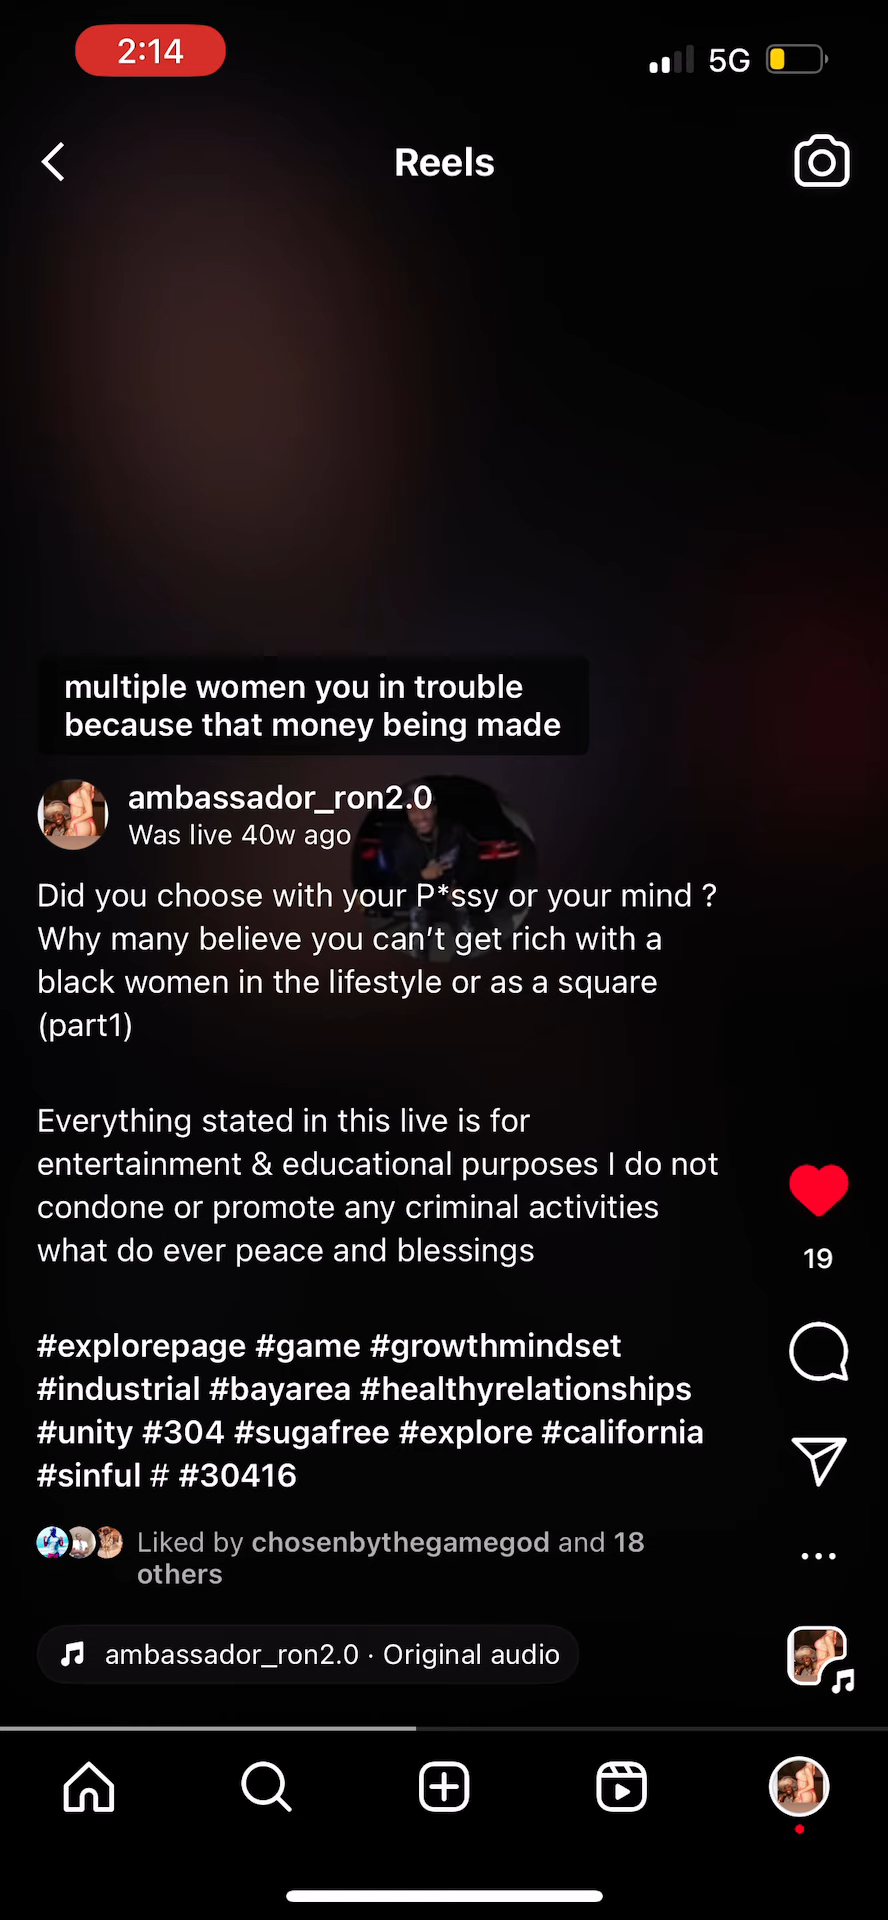 2:14
5G
Reels
multiple women you in trouble
because that money being made
ambassador_ron2.0
Was live 40w ago
Did you choose with your P*ssy or your mind ?
Why many believe you can’t get rich with a
black women in the lifestyle or as a square
(part1)
Everything stated in this live is for
entertainment & educational purposes I do not
condone or promote any criminal activities
what do ever peace and blessings
19
#explorepage #game #growthmindset
#industrial #bayarea #healthyrelationships
#unity #304 #sugafree #explore #california
#sinful # #30416
Liked by chosenbythegamegod and 18
others
ambassador_ron2.0 · Original audio